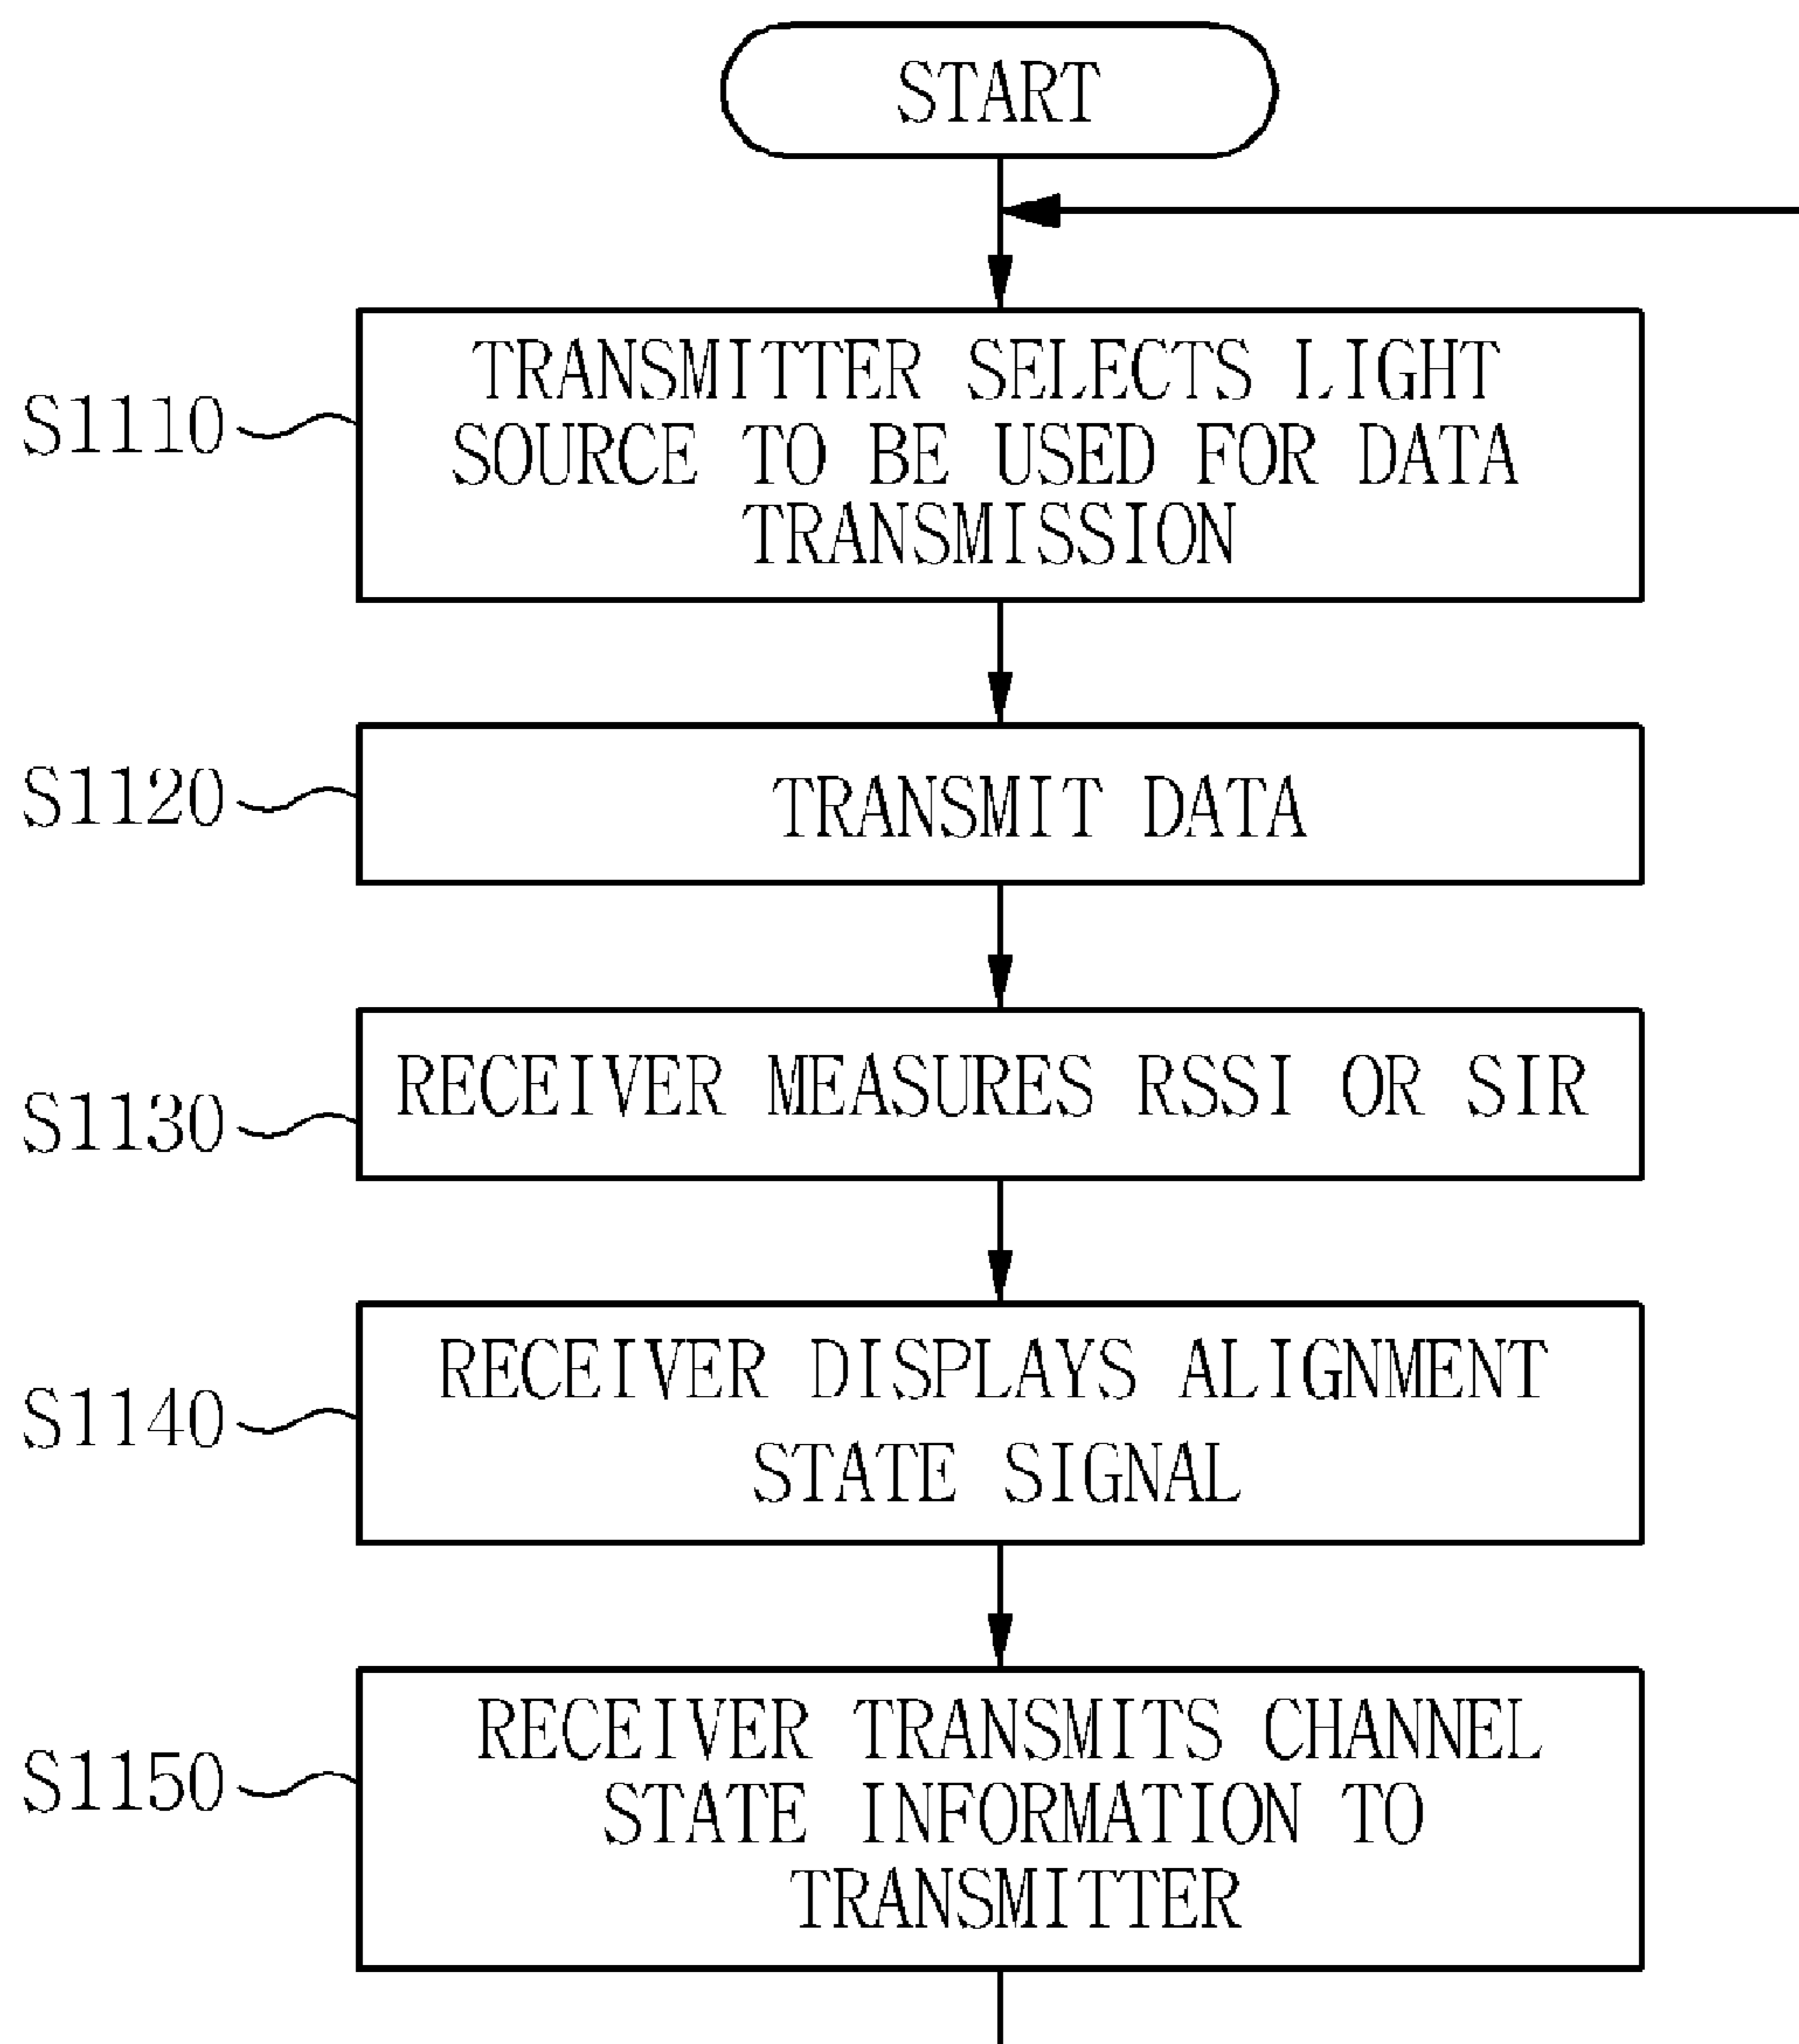 START
S1110
TRANSMITTER SELECTS LIGHT
SOURCE TO BE USED FOR DATA
TRANSMISSION
S1120
TRANSMIT DATA
S1130
RECEIVER MEASURES RSSI OR SIR
S1140
RECEIVER DISPLAYS ALIGNMENT
STATE SIGNAL
S1150
RECEIVER TRANSMITS CHANNEL
STATE INFORMATION TO
TRANSMITTER